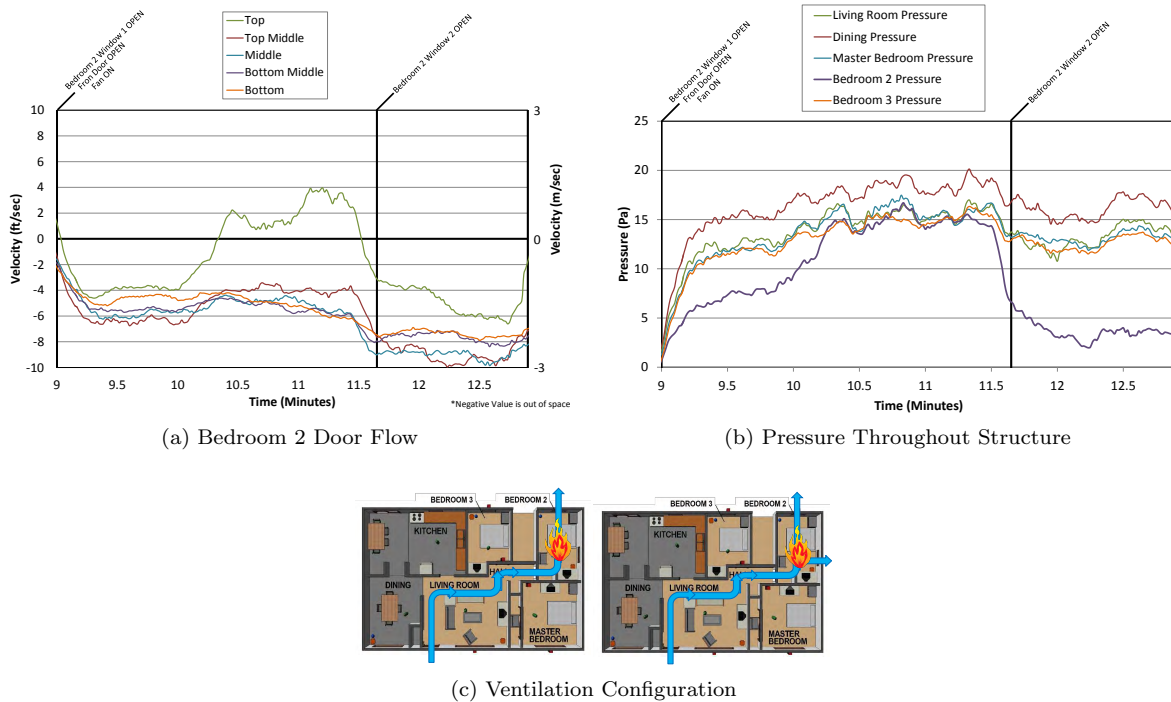 Bedroom 2 Window 1 OPEN
Fron Door OPEN
Fan ON
Top
Top Middle
Middle
Bottom Middle
Bottom
Bedroom 2 Window 2 OPEN
10
8
6
4
2
0
-2
-4
-6
-8
-10
Velocity (ft/sec)
3
0
-3
Velocity (m/sec)
9
9.5
10
10.5
11
11.5
12
12.5
Time (Minutes)
*Negative Value is out of space
(a) Bedroom 2 Door Flow
Bedroom 2 Window 1 OPEN
Fron Door OPEN
Fan ON
Living Room Pressure
Dining Pressure
Master Bedroom Pressure
Bedroom 2 Pressure
Bedroom 3 Pressure
Bedroom 2 Window 2 OPEN
25
20
15
10
5
0
Pressure (Pa)
9
9.5
10
10.5
11
11.5
12
12.5
Time (Minutes)
(b) Pressure Throughout Structure
BEDROOM 3
BEDROOM 2
KITCHEN
HA
DINING
LIVING ROOM
MASTER
BEDROOM
BEDROOM 3
BEDROOM 2
KITCHEN
HA
DINING
LIVING ROOM
MASTER
BEDROOM
(c) Ventilation Configuration